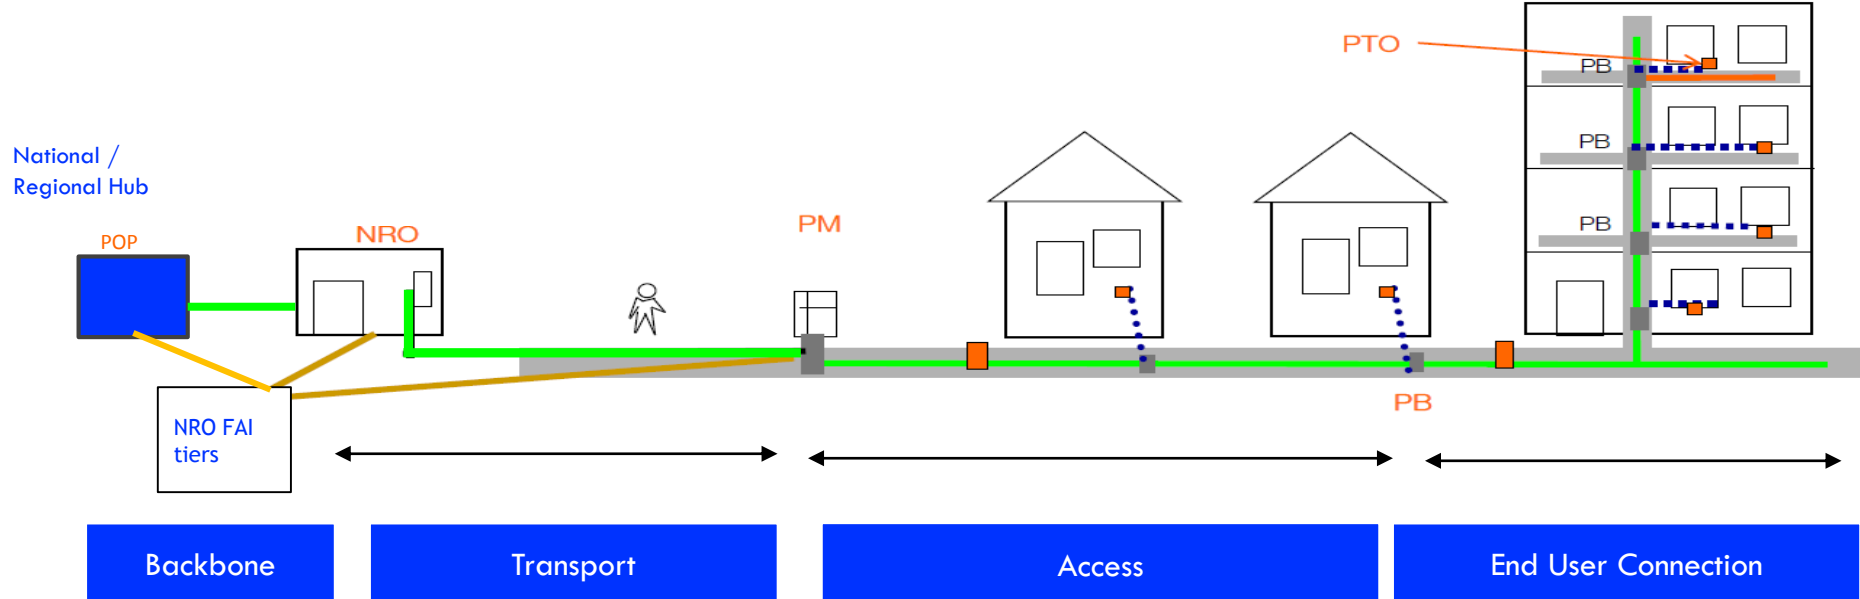 National /
Regional Hub
POP
NRO
PM
PTO
PB
PB
PB
PB
NRO FAI
tiers
Backbone
Transport
Access
End User Connection